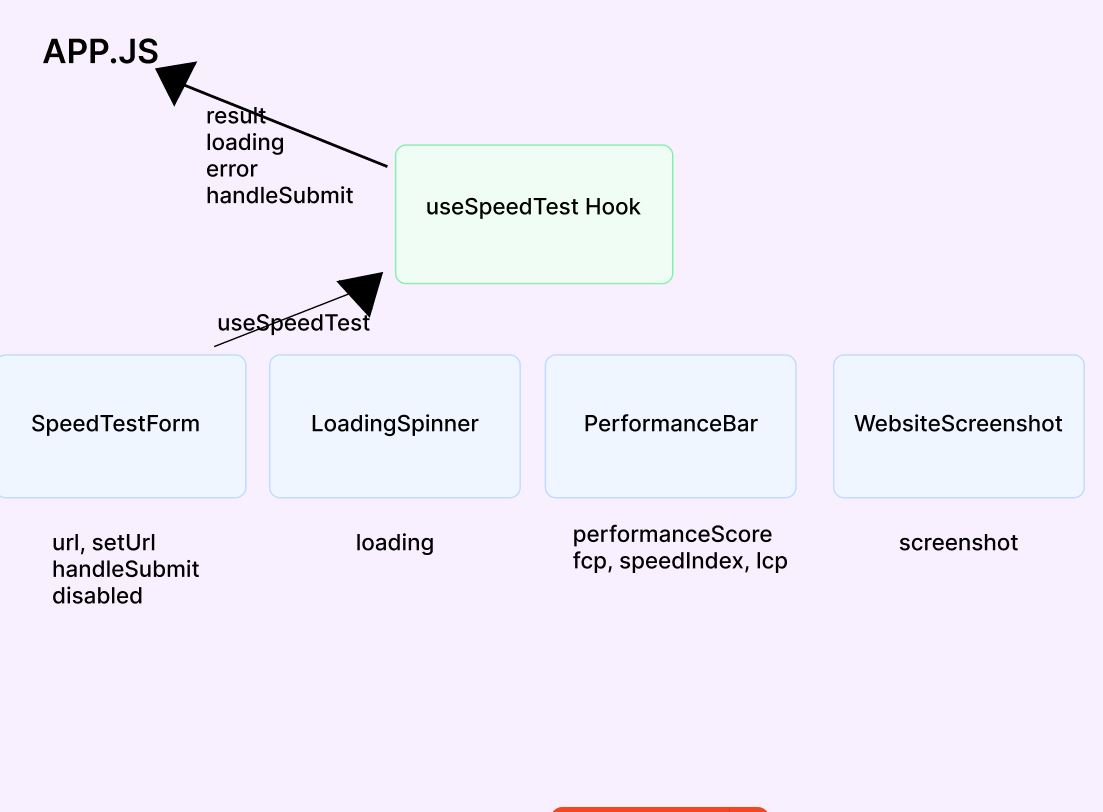 APP.JS
result
loading
error
handleSubmit
useSpeedTest Hook
useSpeedTest
SpeedTestForm
LoadingSpinner
PerformanceBar
WebsiteScreenshot
url, setUrl
handleSubmit
disabled
loading
performanceScore
fcp, speedIndex, lcp
screenshot